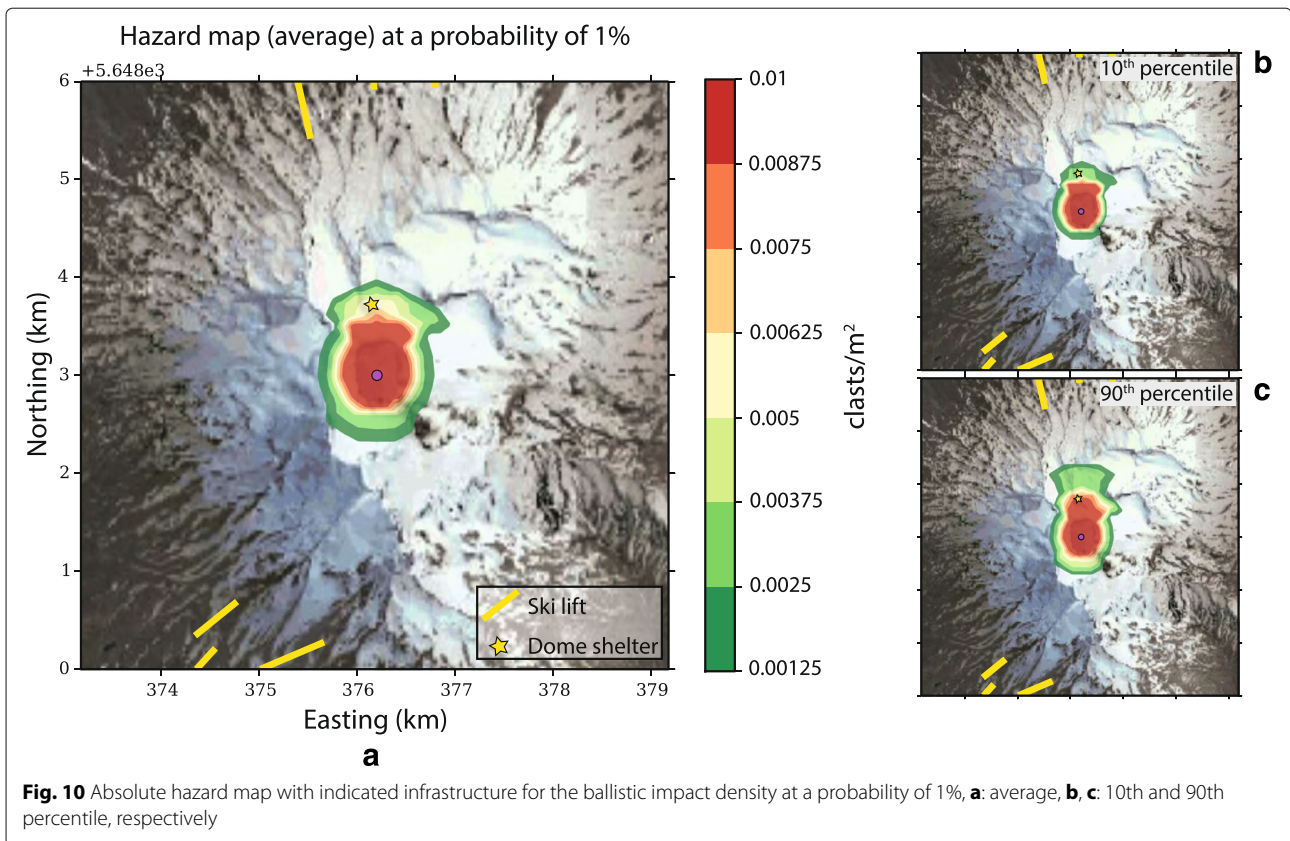 Hazard map (average) at a probability of 1%
+5.648e3
6
5
4
3
2
1
0
Northing (km)
374 375 376 377 378 379
Easting (km)
a
Ski lift
Dome shelter
0.01
0.00875
0.0075
0.00625
0.005
0.00375
0.0025
0.00125
clasts/m²
10th percentile
b
90th percentile
c
Fig. 10 Absolute hazard map with indicated infrastructure for the ballistic impact density at a probability of 1%, a: average, b, c: 10th and 90th
percentile, respectively